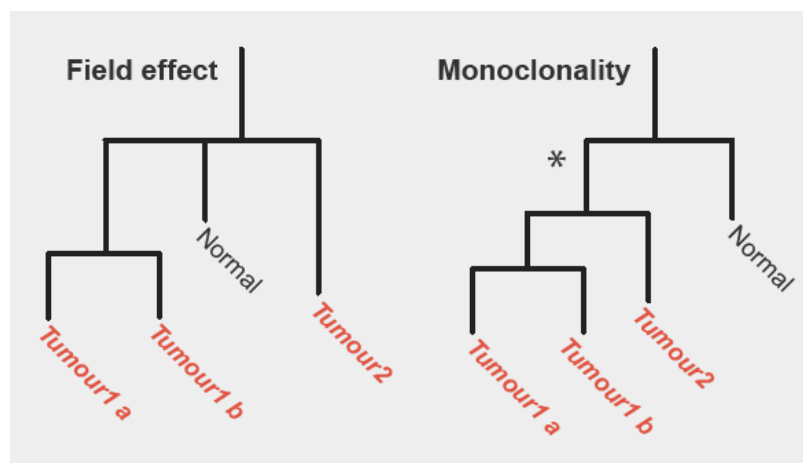 Field effect
Monoclonality
*
Normal
Normal
Tumour1 a
Tumour1 b
Tumour2
Tumour1 a
Tumour1 b
Tumour2